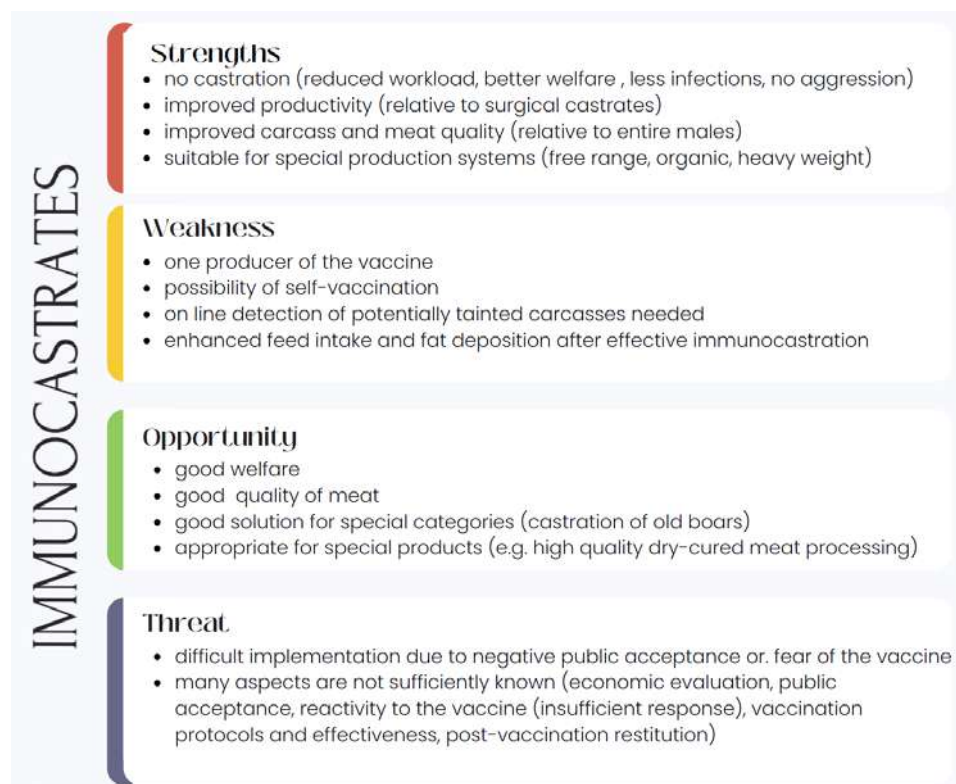 IMMUNOCASTRATES
Strengths
• no castration (reduced workload, better welfare , less infections, no aggression)
• improved productivity (relative to surgical castrates)
• improved carcass and meat quality (relative to entire males)
• suitable for special production systems (free range, organic, heavy weight)
Weakness
• one producer of the vaccine
• possibility of self-vaccination
• on line detection of potentially tainted carcasses needed
• enhanced feed intake and fat deposition after effective immunocastration
Opportunity
• good welfare
• good quality of meat
• good solution for special categories (castration of old boars)
• appropriate for special products (e.g. high quality dry-cured meat processing)
Threat
• difficult implementation due to negative public acceptance or. fear of the vaccine
• many aspects are not sufficiently known (economic evaluation, public
acceptance, reactivity to the vaccine (insufficient response), vaccination
protocols and effectiveness, post-vaccination restitution)